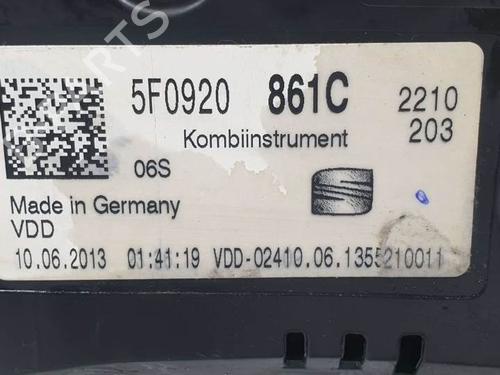 5F0920 861C 2210
203
Kombiinstrument
06S
Made in Germany
VDD
10.06.2013 01:41:19 VDD-02410.06.1355210011